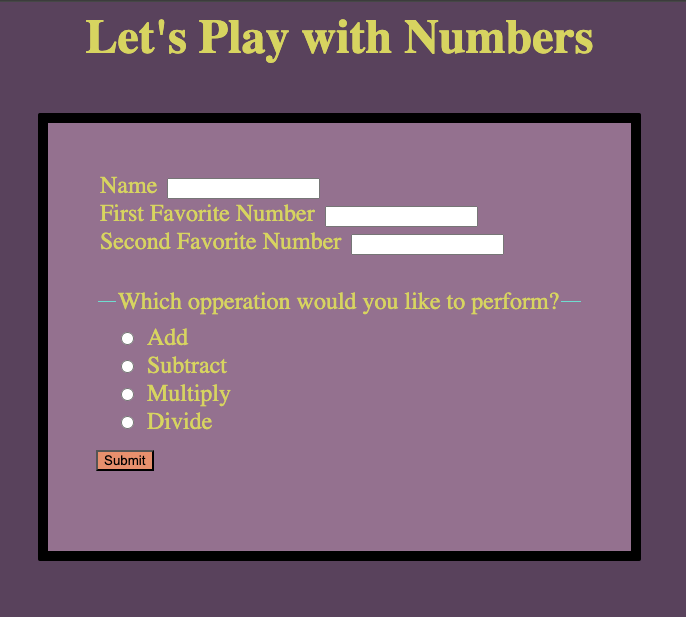 Let's Play with Numbers
Name
First Favorite Number
Second Favorite Number
Which opperation would you like to perform?
Add
Subtract
Multiply
Divide
Submit